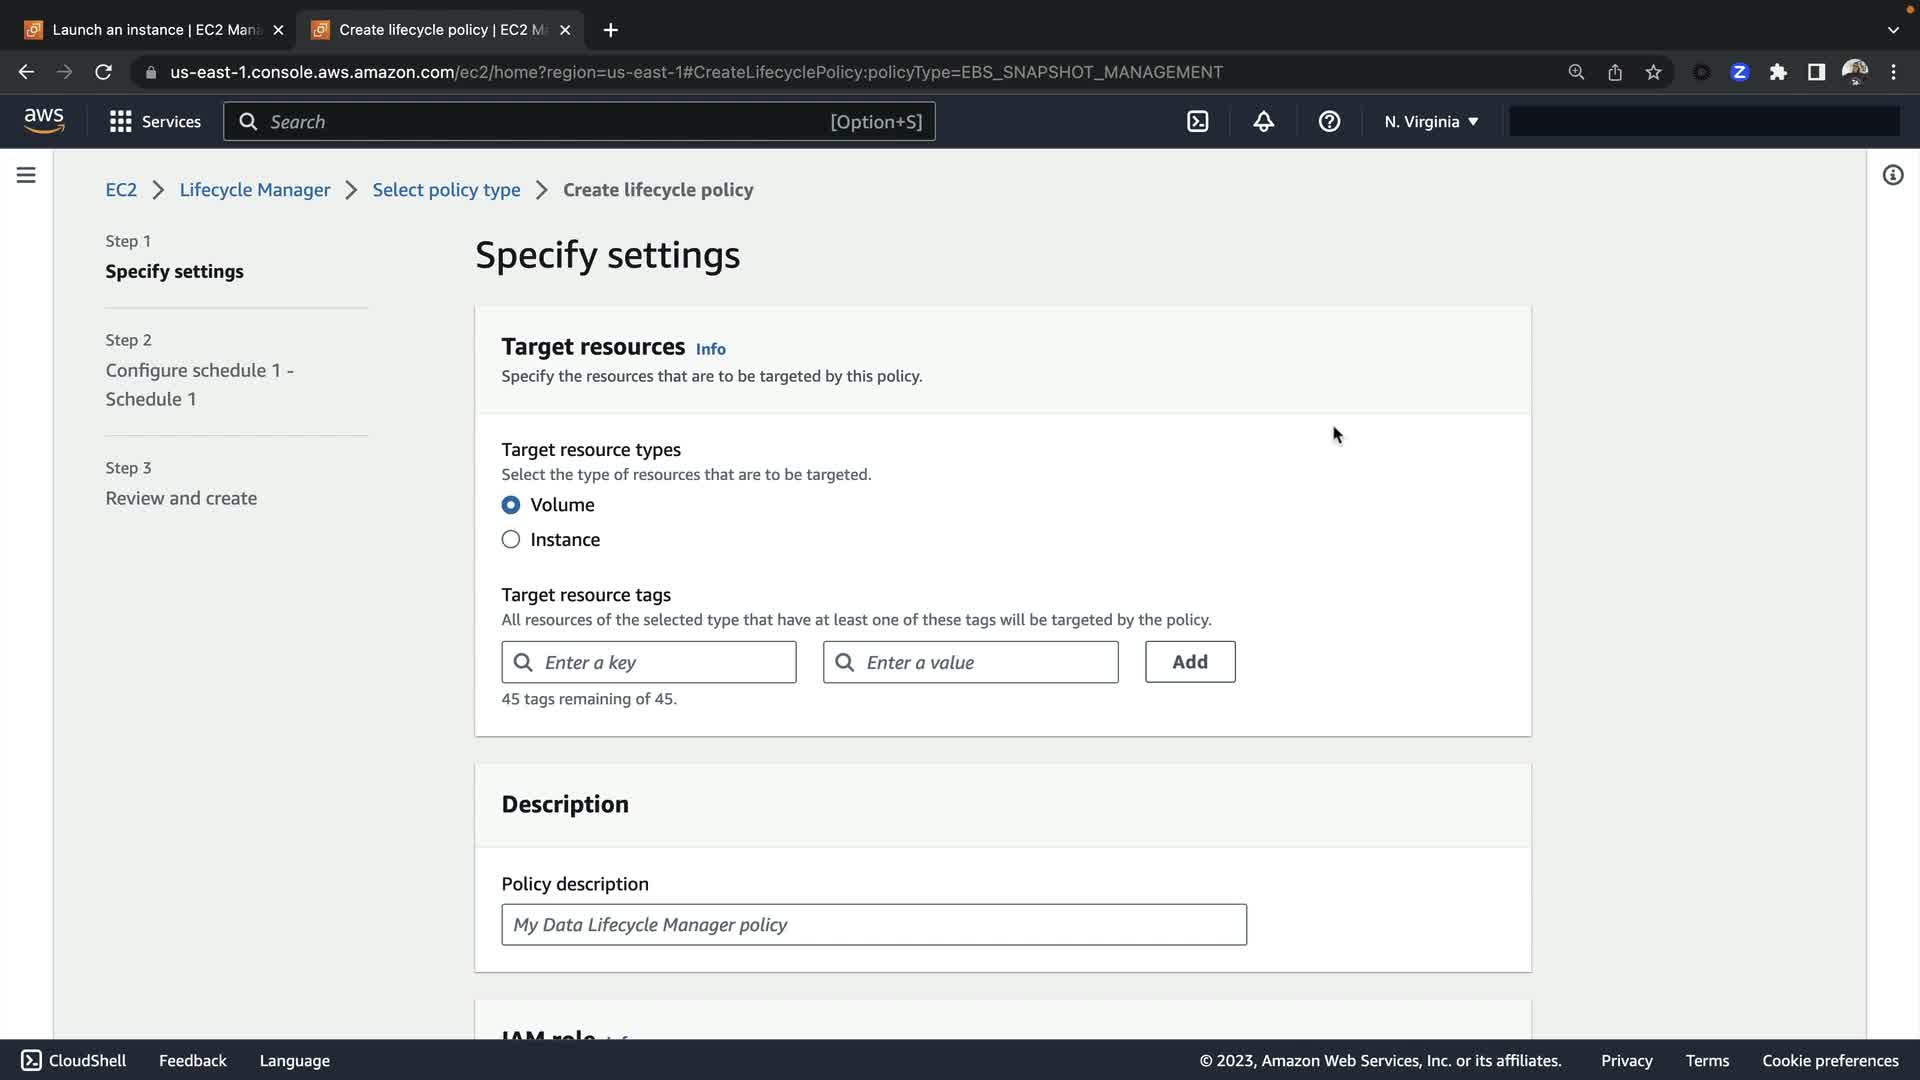 Launch an instance | EC2 Mana
Create lifecycle policy | EC2 M
us-east-1.console.aws.amazon.com/ec2/home?region=us-east-1#CreateLifecyclePolicy:policyType=EBS_SNAPSHOT_MANAGEMENT
Z
aws
Services
Search
[Option+S]
N. Virginia
EC2 > Lifecycle Manager > Select policy type > Create lifecycle policy
Step 1
Specify settings
Step 2
Configure schedule 1 -
Schedule 1
Step 3
Review and create
Specify settings
Target resources Info
Specify the resources that are to be targeted by this policy.
Target resource types
Select the type of resources that are to be targeted.
Volume
Instance
Target resource tags
All resources of the selected type that have at least one of these tags will be targeted by the policy.
Enter a key
Enter a value
Add
45 tags remaining of 45.
Description
Policy description
My Data Lifecycle Manager policy
IAM role Info
CloudShell
Feedback
Language
© 2023, Amazon Web Services, Inc. or its affiliates.
Privacy
Terms
Cookie preferences